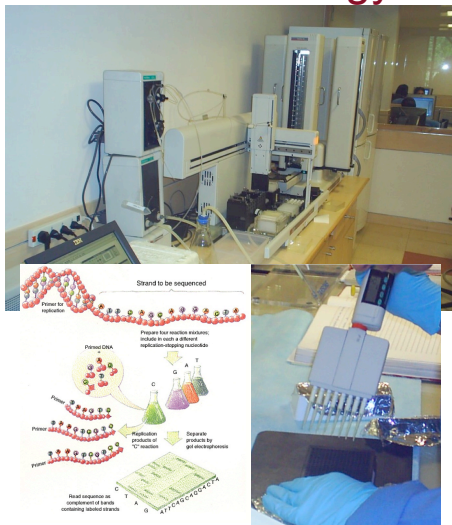 gy
IBM
Strand to be sequenced
Primer for
replication
Prepare four reaction mixtures;
include in each a different
replication-stopping nucleotide
Primed DNA
C
G
A
T
Primer
Primer
Primer
Replication
products of
"C" reaction
Separate
products by
gel electrophoresis
Read sequence as
complement of bands
containing labeled strands
C
T
A
G